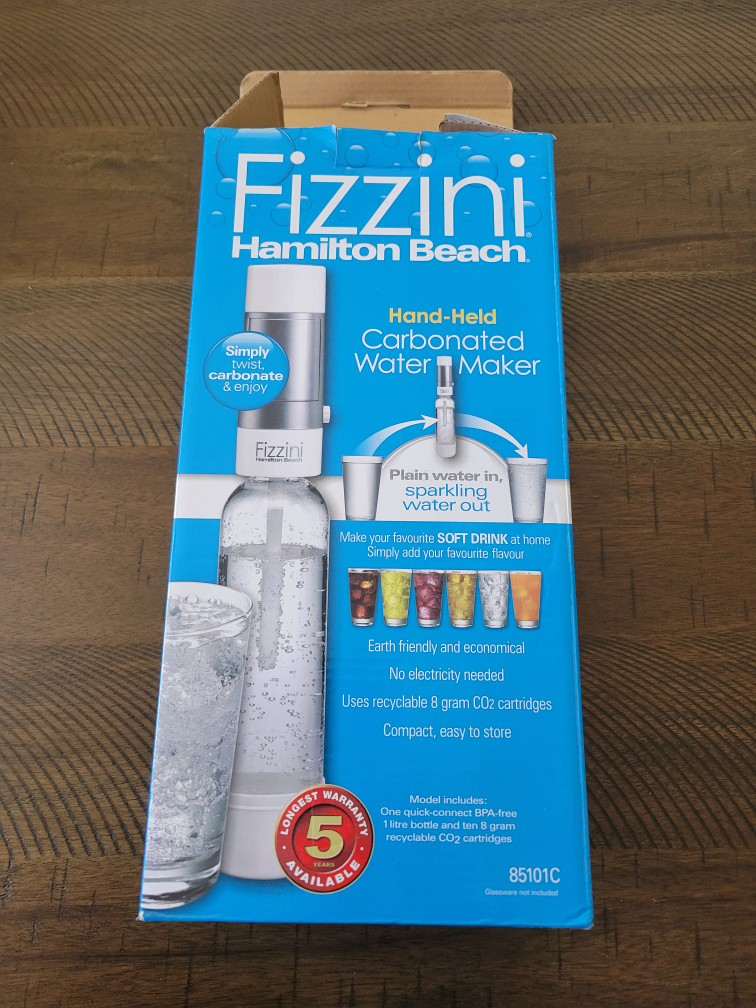 Fizzini®
Hamilton Beach®
Hand-Held
Carbonated
Water Maker
Simply
twist,
carbonate
& enjoy
Fizzini
Hamilton Beach
Plain water in,
sparkling
water out
Make your favourite SOFT DRINK at home
Simply add your favourite flavour
Earth friendly and economical
No electricity needed
Uses recyclable 8 gram CO2 cartridges
Compact, easy to store
LONGEST WARRANTY
5
YEARS
AVAILABLE
Model includes:
One quick-connect BPA-free
1 litre bottle and ten 8 gram
recyclable CO2 cartridges
85101C
Glassware not included